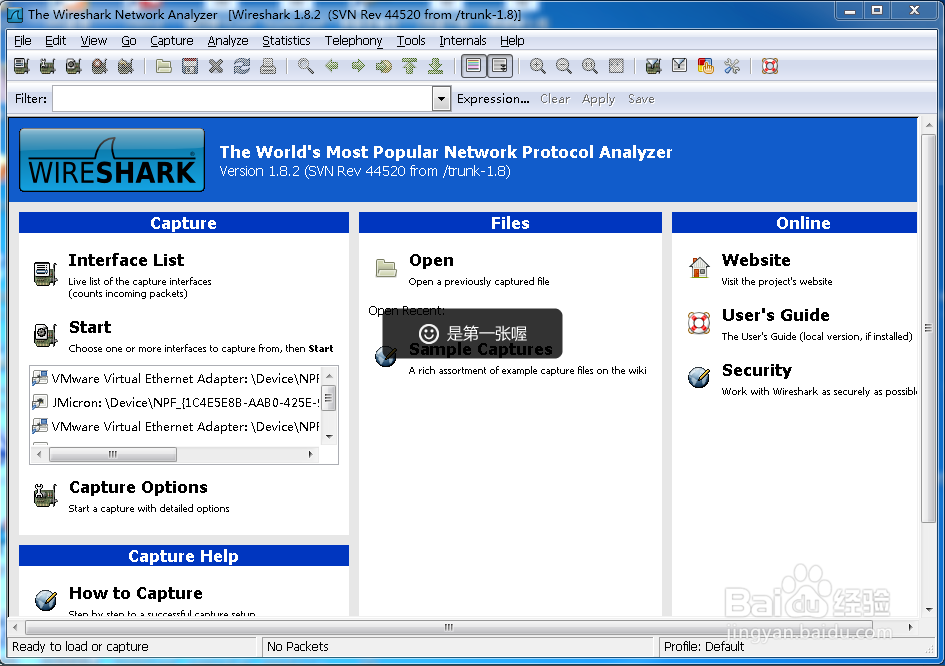 The Wireshark Network Analyzer [Wireshark 1.8.2 (SVN Rev 44520 from /trunk-1.8)]
File Edit View Go Capture Analyze Statistics Telephony Tools Internals Help
Filter: Expression... Clear Apply Save
WIRESHARK
The World's Most Popular Network Protocol Analyzer
Version 1.8.2 (SVN Rev 44520 from /trunk-1.8)
Capture
Interface List
Live list of the capture interfaces
(counts incoming packets)
Start
Choose one or more interfaces to capture from, then Start
VMware Virtual Ethernet Adapter: \Device\NPF
JMicron: \Device\NPF_{1C4E5E8B-AAB0-425E-
VMware Virtual Ethernet Adapter: \Device\NPF
Capture Options
Start a capture with detailed options
Capture Help
How to Capture
Step by step to a successful capture setup
Files
Open
Open a previously captured file
Open Recent:
是第一张喔
Sample Captures
A rich assortment of example capture files on the wiki
Online
Website
Visit the project's website
User's Guide
The User's Guide (local version, if installed)
Security
Work with Wireshark as securely as possible
Baidu 经验
jingyan.baidu.com
Ready to load or capture
No Packets
Profile: Default